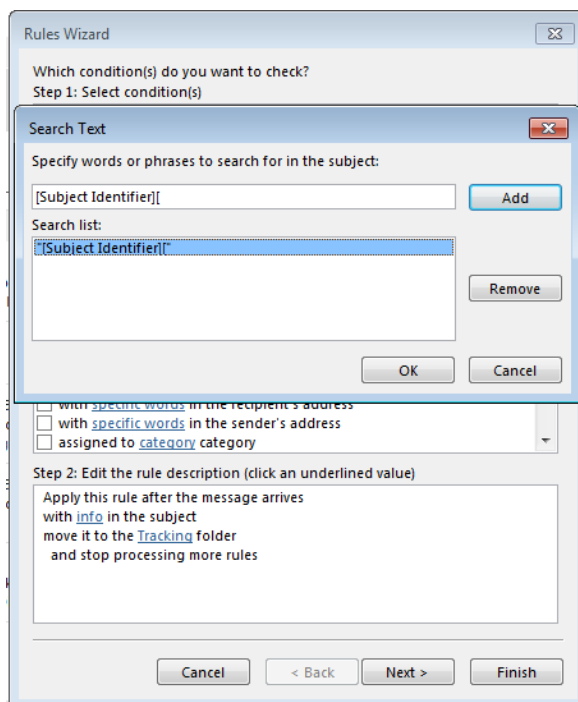 Rules Wizard
Which condition(s) do you want to check?
Step 1: Select condition(s)
Search Text
Specify words or phrases to search for in the subject:
[Subject Identifier][
Add
Search list:
"[Subject Identifier]["
Remove
OK
Cancel
with specific words in the recipient's address
with specific words in the sender's address
assigned to category category
Step 2: Edit the rule description (click an underlined value)
Apply this rule after the message arrives
with info in the subject
move it to the Tracking folder
and stop processing more rules
Cancel
< Back
Next >
Finish